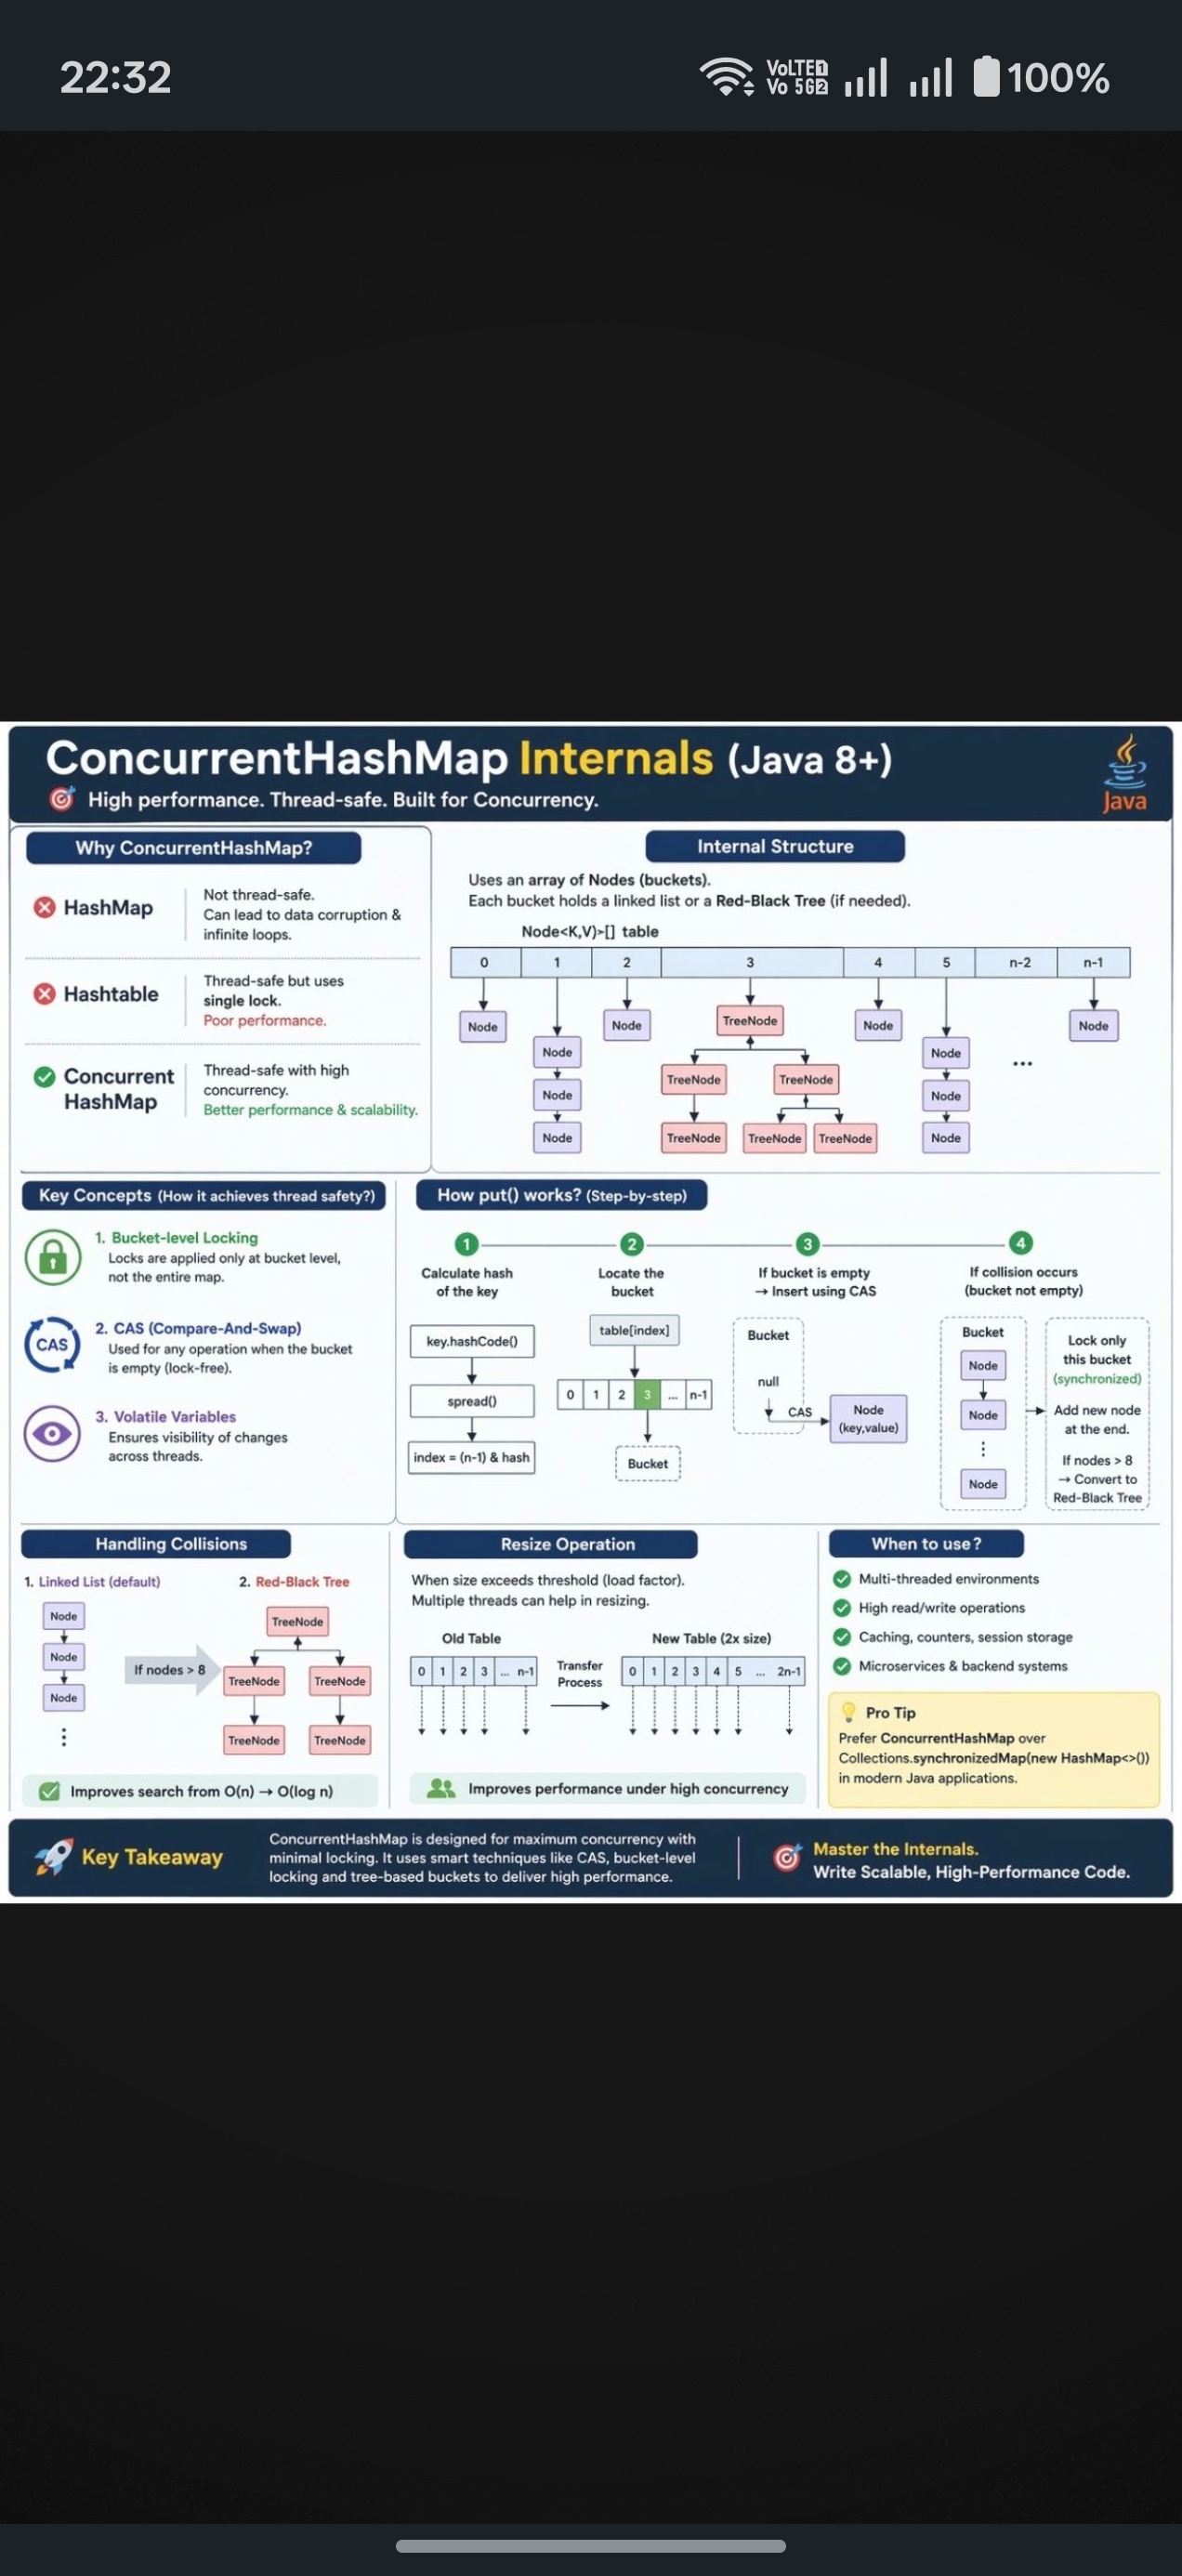 22:32
VoLTE1
Vo 5G2
100%
ConcurrentHashMap Internals (Java 8+)
High performance. Thread-safe. Built for Concurrency.
Java
Why ConcurrentHashMap?
HashMap
Not thread-safe.
Can lead to data corruption &
infinite loops.
Hashtable
Thread-safe but uses
single lock.
Poor performance.
Concurrent
HashMap
Thread-safe with high
concurrency.
Better performance & scalability.
Internal Structure
Uses an array of Nodes (buckets).
Each bucket holds a linked list or a Red-Black Tree (if needed).
Node<K,V)>[] table
0 1 2 3 4 5 n-2 n-1
Node
Node
Node
Node
Node
TreeNode
TreeNode
TreeNode
TreeNode
TreeNode
TreeNode
Node
Node
Node
Node
...
Node
Key Concepts (How it achieves thread safety?)
1. Bucket-level Locking
Locks are applied only at bucket level,
not the entire map.
CAS
2. CAS (Compare-And-Swap)
Used for any operation when the bucket
is empty (lock-free).
3. Volatile Variables
Ensures visibility of changes
across threads.
How put() works? (Step-by-step)
1
Calculate hash
of the key
key.hashCode()
spread()
index = (n-1) & hash
2
Locate the
bucket
table[index]
0 1 2 3 ... n-1
Bucket
3
If bucket is empty
→ Insert using CAS
Bucket
null
CAS
Node
(key,value)
4
If collision occurs
(bucket not empty)
Bucket
Node
Node
⋮
Node
Lock only
this bucket
(synchronized)
Add new node
at the end.
If nodes > 8
→ Convert to
Red-Black Tree
Handling Collisions
1. Linked List (default)
Node
Node
Node
⋮
If nodes > 8
2. Red-Black Tree
TreeNode
TreeNode TreeNode
TreeNode TreeNode
Improves search from O(n) → O(log n)
Resize Operation
When size exceeds threshold (load factor).
Multiple threads can help in resizing.
Old Table
0 1 2 3 ... n-1
Transfer
Process
New Table (2x size)
0 1 2 3 4 5 ... 2n-1
Improves performance under high concurrency
When to use?
Multi-threaded environments
High read/write operations
Caching, counters, session storage
Microservices & backend systems
Pro Tip
Prefer ConcurrentHashMap over
Collections.synchronizedMap(new HashMap<>())
in modern Java applications.
Key Takeaway
ConcurrentHashMap is designed for maximum concurrency with
minimal locking. It uses smart techniques like CAS, bucket-level
locking and tree-based buckets to deliver high performance.
Master the Internals.
Write Scalable, High-Performance Code.